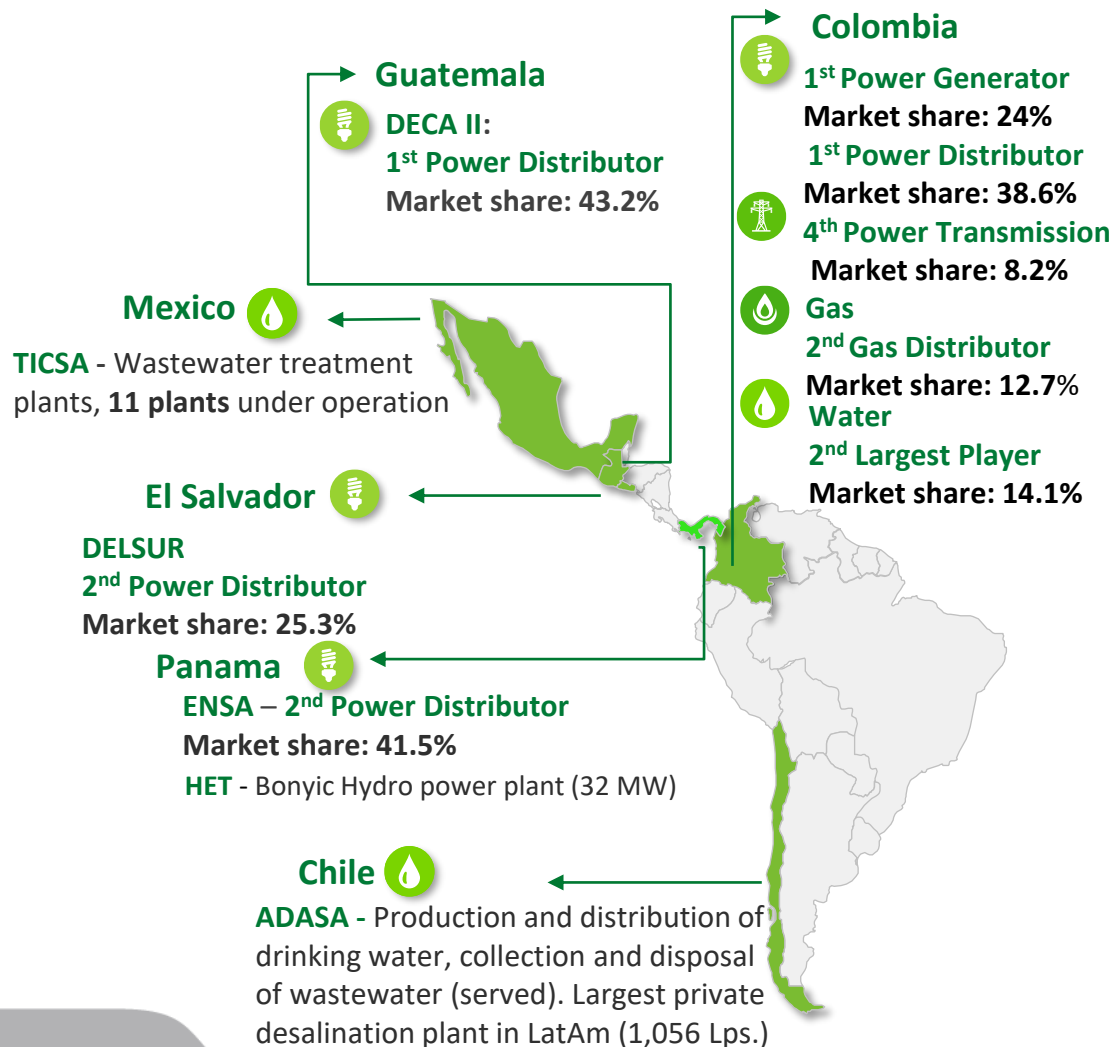 Guatemala
DECA II:
1st Power Distributor
Market share: 43.2%
Colombia
1st Power Generator
Market share: 24%
1st Power Distributor
Market share: 38.6%
4th Power Transmission
Market share: 8.2%
Gas
2nd Gas Distributor
Market share: 12.7%
Water
2nd Largest Player
Market share: 14.1%
Mexico
TICSA - Wastewater treatment
plants, 11 plants under operation
El Salvador
DELSUR
2nd Power Distributor
Market share: 25.3%
Panama
ENSA – 2nd Power Distributor
Market share: 41.5%
HET - Bonyic Hydro power plant (32 MW)
Chile
ADASA - Production and distribution of
drinking water, collection and disposal
of wastewater (served). Largest private
desalination plant in LatAm (1,056 Lps.)